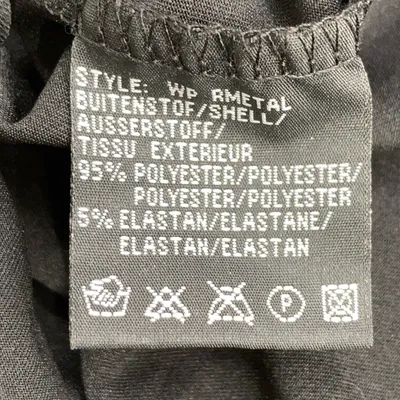 STYLE: WP RMETAL
BUITENSTOF/SHELL/
AUSSERSTOFF/
TISSU EXTERIEUR
95% POLYESTER/POLYESTER/
POLYESTER/POLYESTER
5% ELASTAN/ELASTANE/
ELASTAN/ELASTAN
P